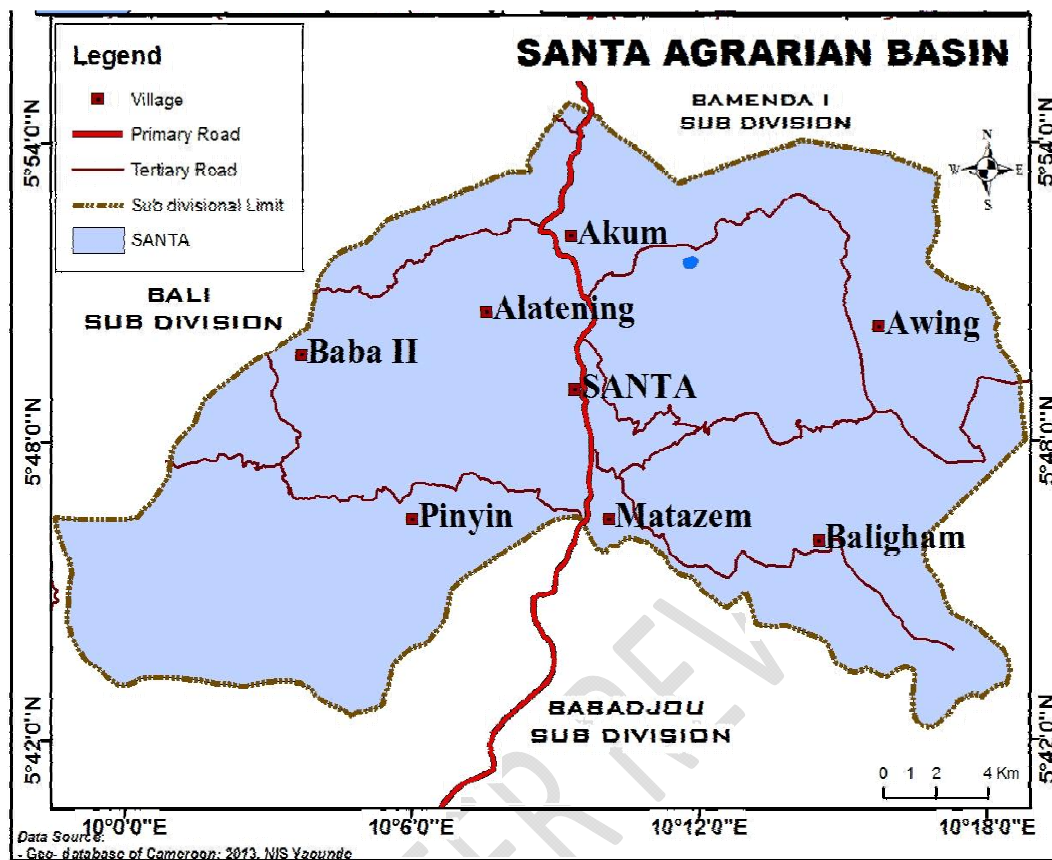 SANTA AGRARIAN BASIN
Legend
Village
Primary Road
Tertiary Road
Sub divisional Limit
SANTA
BAMENDA I
SUB DIVISION
N
W
E
S
BALI
SUB DIVISION
Akum
Alatening
Awing
Baba II
SANTA
Pinyin
Matazem
Baligham
BABADJOU
SUB DIVISION
0 1 2 4 Km
5°54'0"N
5°48'0"N
5°42'0"N
5°54'0"N
5°48'0"N
5°42'0"N
10°0'0"E
10°6'0"E
10°12'0"E
10°18'0"E
Data Source:
- Geo- database of Cameroon; 2013, NIS Yaounde